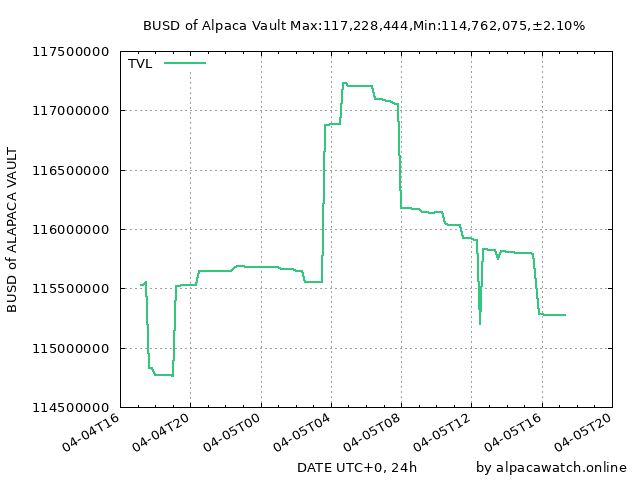 BUSD of Alpaca Vault Max:117,228,444,Min:114,762,075,±2.10%
117500000
TVL
117000000
116500000
116000000
115500000
115000000
114500000
BUSD of ALAPACA VAULT
04-04T16
04-04T20
04-05T00
04-05T04
04-05T08
04-05T12
04-05T16
04-05T20
DATE UTC+0, 24h
by alpacawatch.online